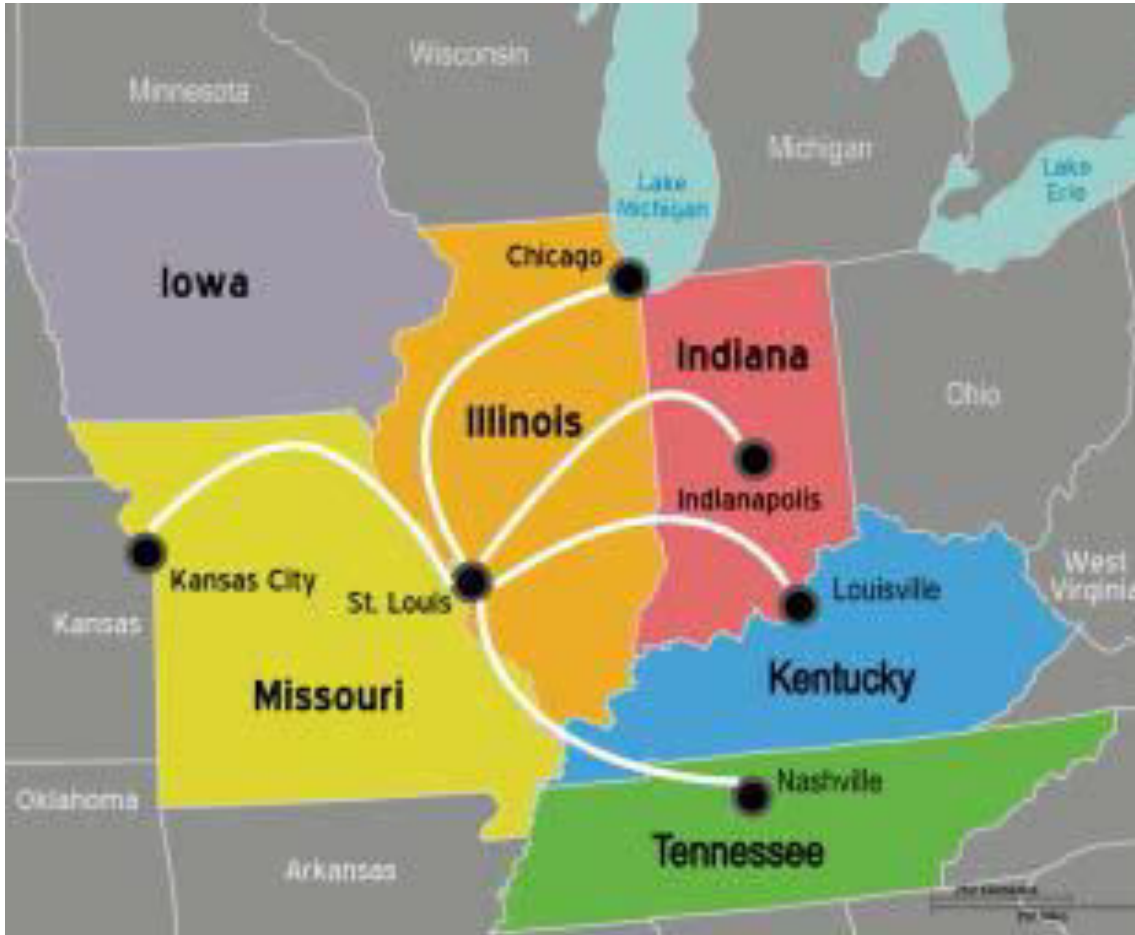 Wisconsin
Minnesota
Michigan
Lake
Michigan
Lake
Erie
Chicago
Iowa
Indiana
Ohio
Illinois
Indianapolis
West
Virginia
Kansas City
St. Louis
Louisville
Kansas
Kentucky
Missouri
Nashville
Oklahoma
Tennessee
Arkansas